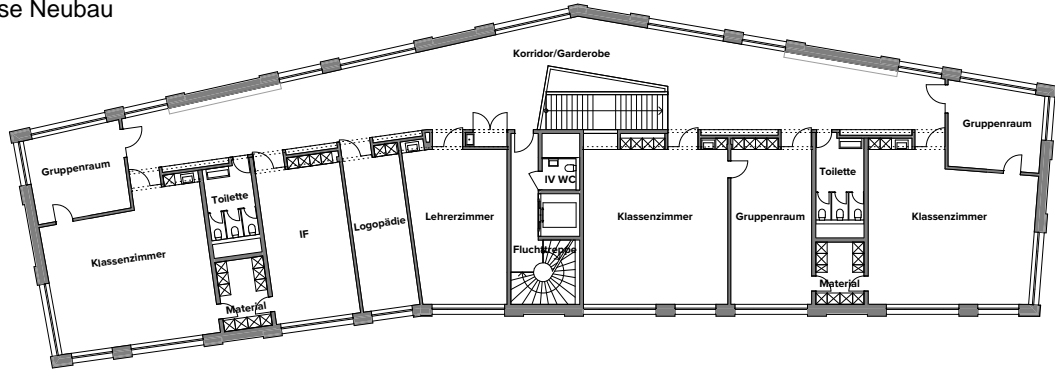 se Neubau
Korridor/Garderobe
Gruppenraum
Gruppenraum
Toilette
IV WC
Toilette
Logopädie
Lehrerzimmer
Klassenzimmer
Gruppenraum
Klassenzimmer
IF
Klassenzimmer
Fluchttreppe
Material
Material